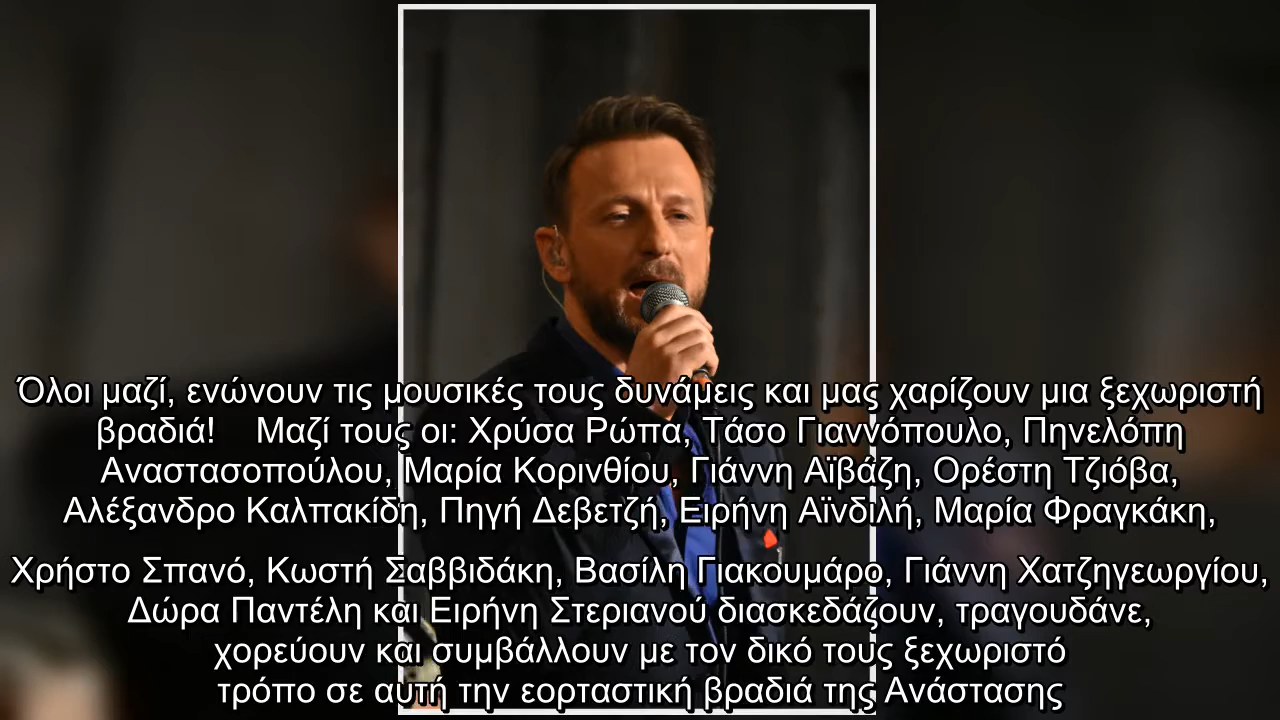 Όλοι μαζί, ενώνουν τις μουσικές τους δυνάμεις και μας χαρίζουν μια ξεχωριστή
βραδιά!    Μαζί τους οι: Χρύσα Ρώπα, Τάσο Γιαννόπουλο, Πηνελόπη
Αναστασοπούλου, Μαρία Κορινθίου, Γιάννη Αϊβάζη, Ορέστη Τζιόβα,
Αλέξανδρο Καλπακίδη, Πηγή Δεβετζή, Ειρήνη Αϊνδιλή, Μαρία Φραγκάκη,
Χρήστο Σπανό, Κωστή Σαββιδάκη, Βασίλη Γιακουμάρο, Γιάννη Χατζηγεωργίου,
Δώρα Παντέλη και Ειρήνη Στεριανού διασκεδάζουν, τραγουδάνε,
χορεύουν και συμβάλλουν με τον δικό τους ξεχωριστό
τρόπο σε αυτή την εορταστική βραδιά της Ανάστασης